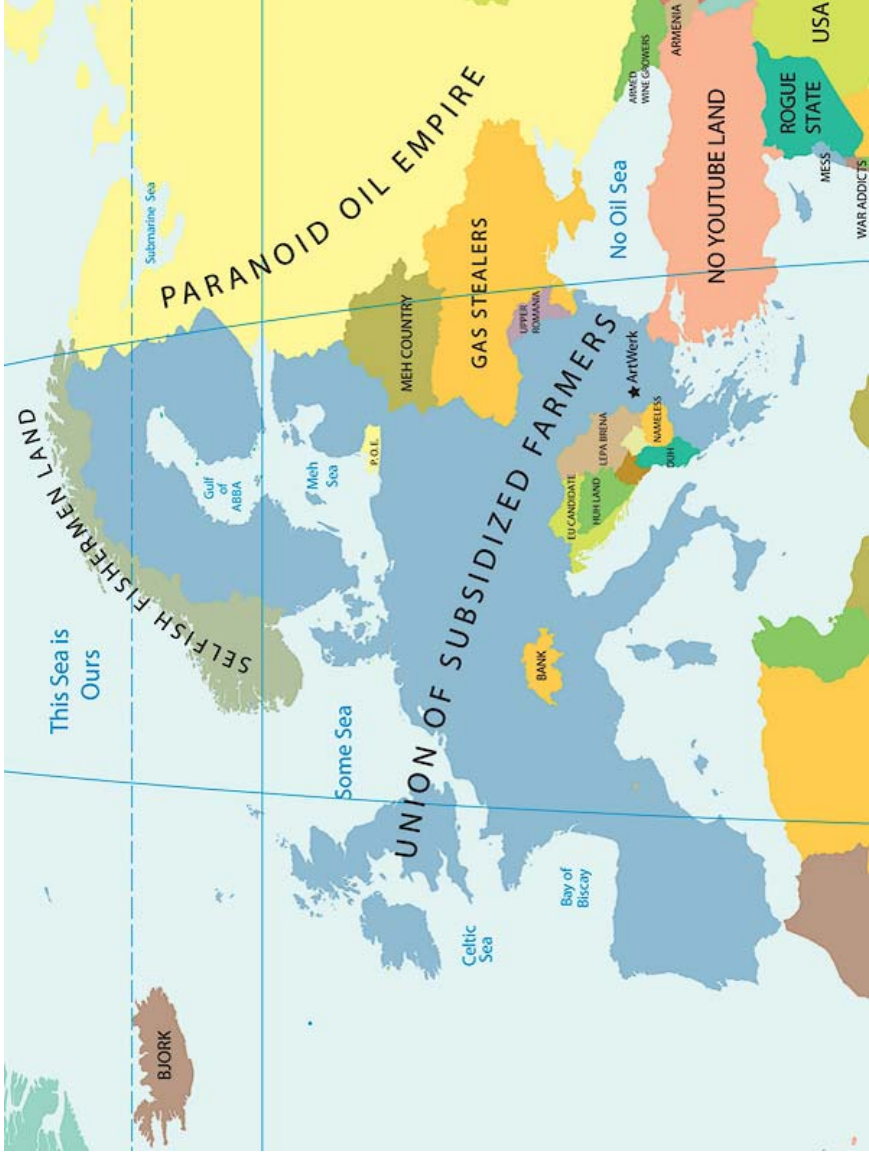 SELFISH FISHERMEN LAND
This Sea is
Ours
BJORK
PARANOID OIL EMPIRE
Submarine Sea
Gulf
of
ABBA
Meh
Sea
Some Sea
P.O.E.
MEH COUNTRY
GAS STEALERS
UPPER
ROMANIA
UNION OF SUBSIDIZED FARMERS
Celtic
Sea
Bay of
Biscay
BANK
EU CANDIDATE
HUH LAND
LEPA BRENA
NAMELESS
DUH
ArtWerk
No Oil Sea
ARMED
WINE GROWERS
ARMENIA
NO YOUTUBE LAND
ROGUE
STATE
USA
MESS
WAR ADDICTS